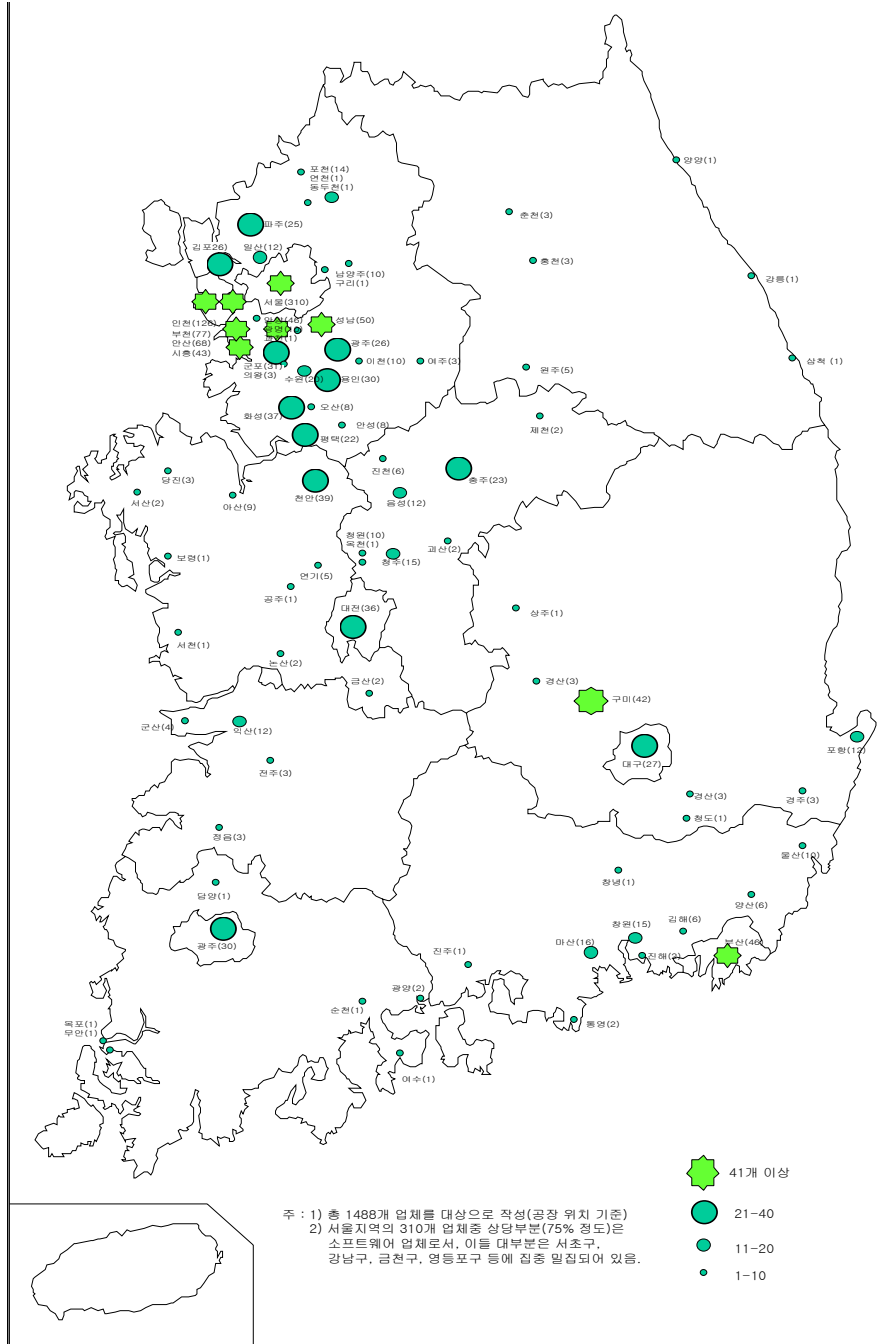 포천(14)
연천(1)
동두천(1)
양양(1)
춘천(3)
파주(25)
김포26)
일산(12)
홍천(3)
남양주(10)
구리(1)
강릉(1)
서울(310)
인천(126)
부천(77)
안산(68)
시흥(43)
성남(50)
광주(26)
삼척 (1)
군포(31)
의왕(3)
수원(20)
용인(30)
이천(10)
여주(3)
원주(5)
화성(37)
오산(8)
안성(8)
제천(2)
평택(22)
진천(6)
충주(23)
당진(3)
서산(2)
아산(9)
천안(39)
음성(12)
청원(10)
옥천(1)
청주(15)
괴산(2)
보령(1)
연기(5)
공주(1)
대전(36)
상주(1)
서천(1)
논산(2)
금산(2)
경산(3)
구미(42)
군산(4)
익산(12)
대구(27)
포항(12)
전주(3)
경산(3)
경주(3)
청도(1)
정읍(3)
울산(10)
담양(1)
창녕(1)
양산(6)
광주(30)
마산(16)
창원(15)
김해(6)
부산(46)
진해(2)
진주(1)
광양(2)
순천(1)
통영(2)
목포(1)
무안(1)
여수(1)
41개 이상
21-40
11-20
1-10
주 : 1) 총 1488개 업체를 대상으로 작성(공장 위치 기준)
2) 서울지역의 310개 업체중 상당부분(75% 정도)은
소프트웨어 업체로서, 이들 대부분은 서초구,
강남구, 금천구, 영등포구 등에 집중 밀집되어 있음.